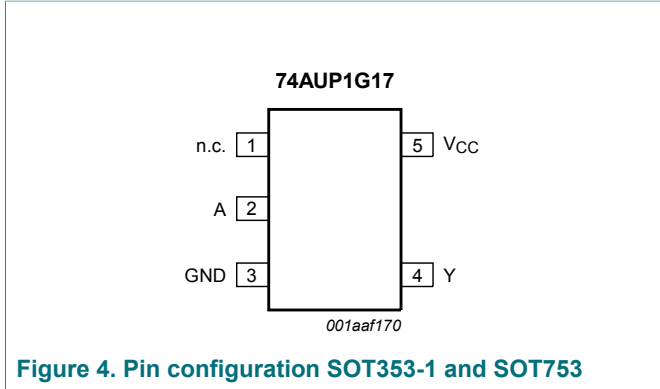 74AUP1G17
n.c. 1
5 VCC
A 2
GND 3
4 Y
001aaf170
Figure 4. Pin configuration SOT353-1 and SOT753